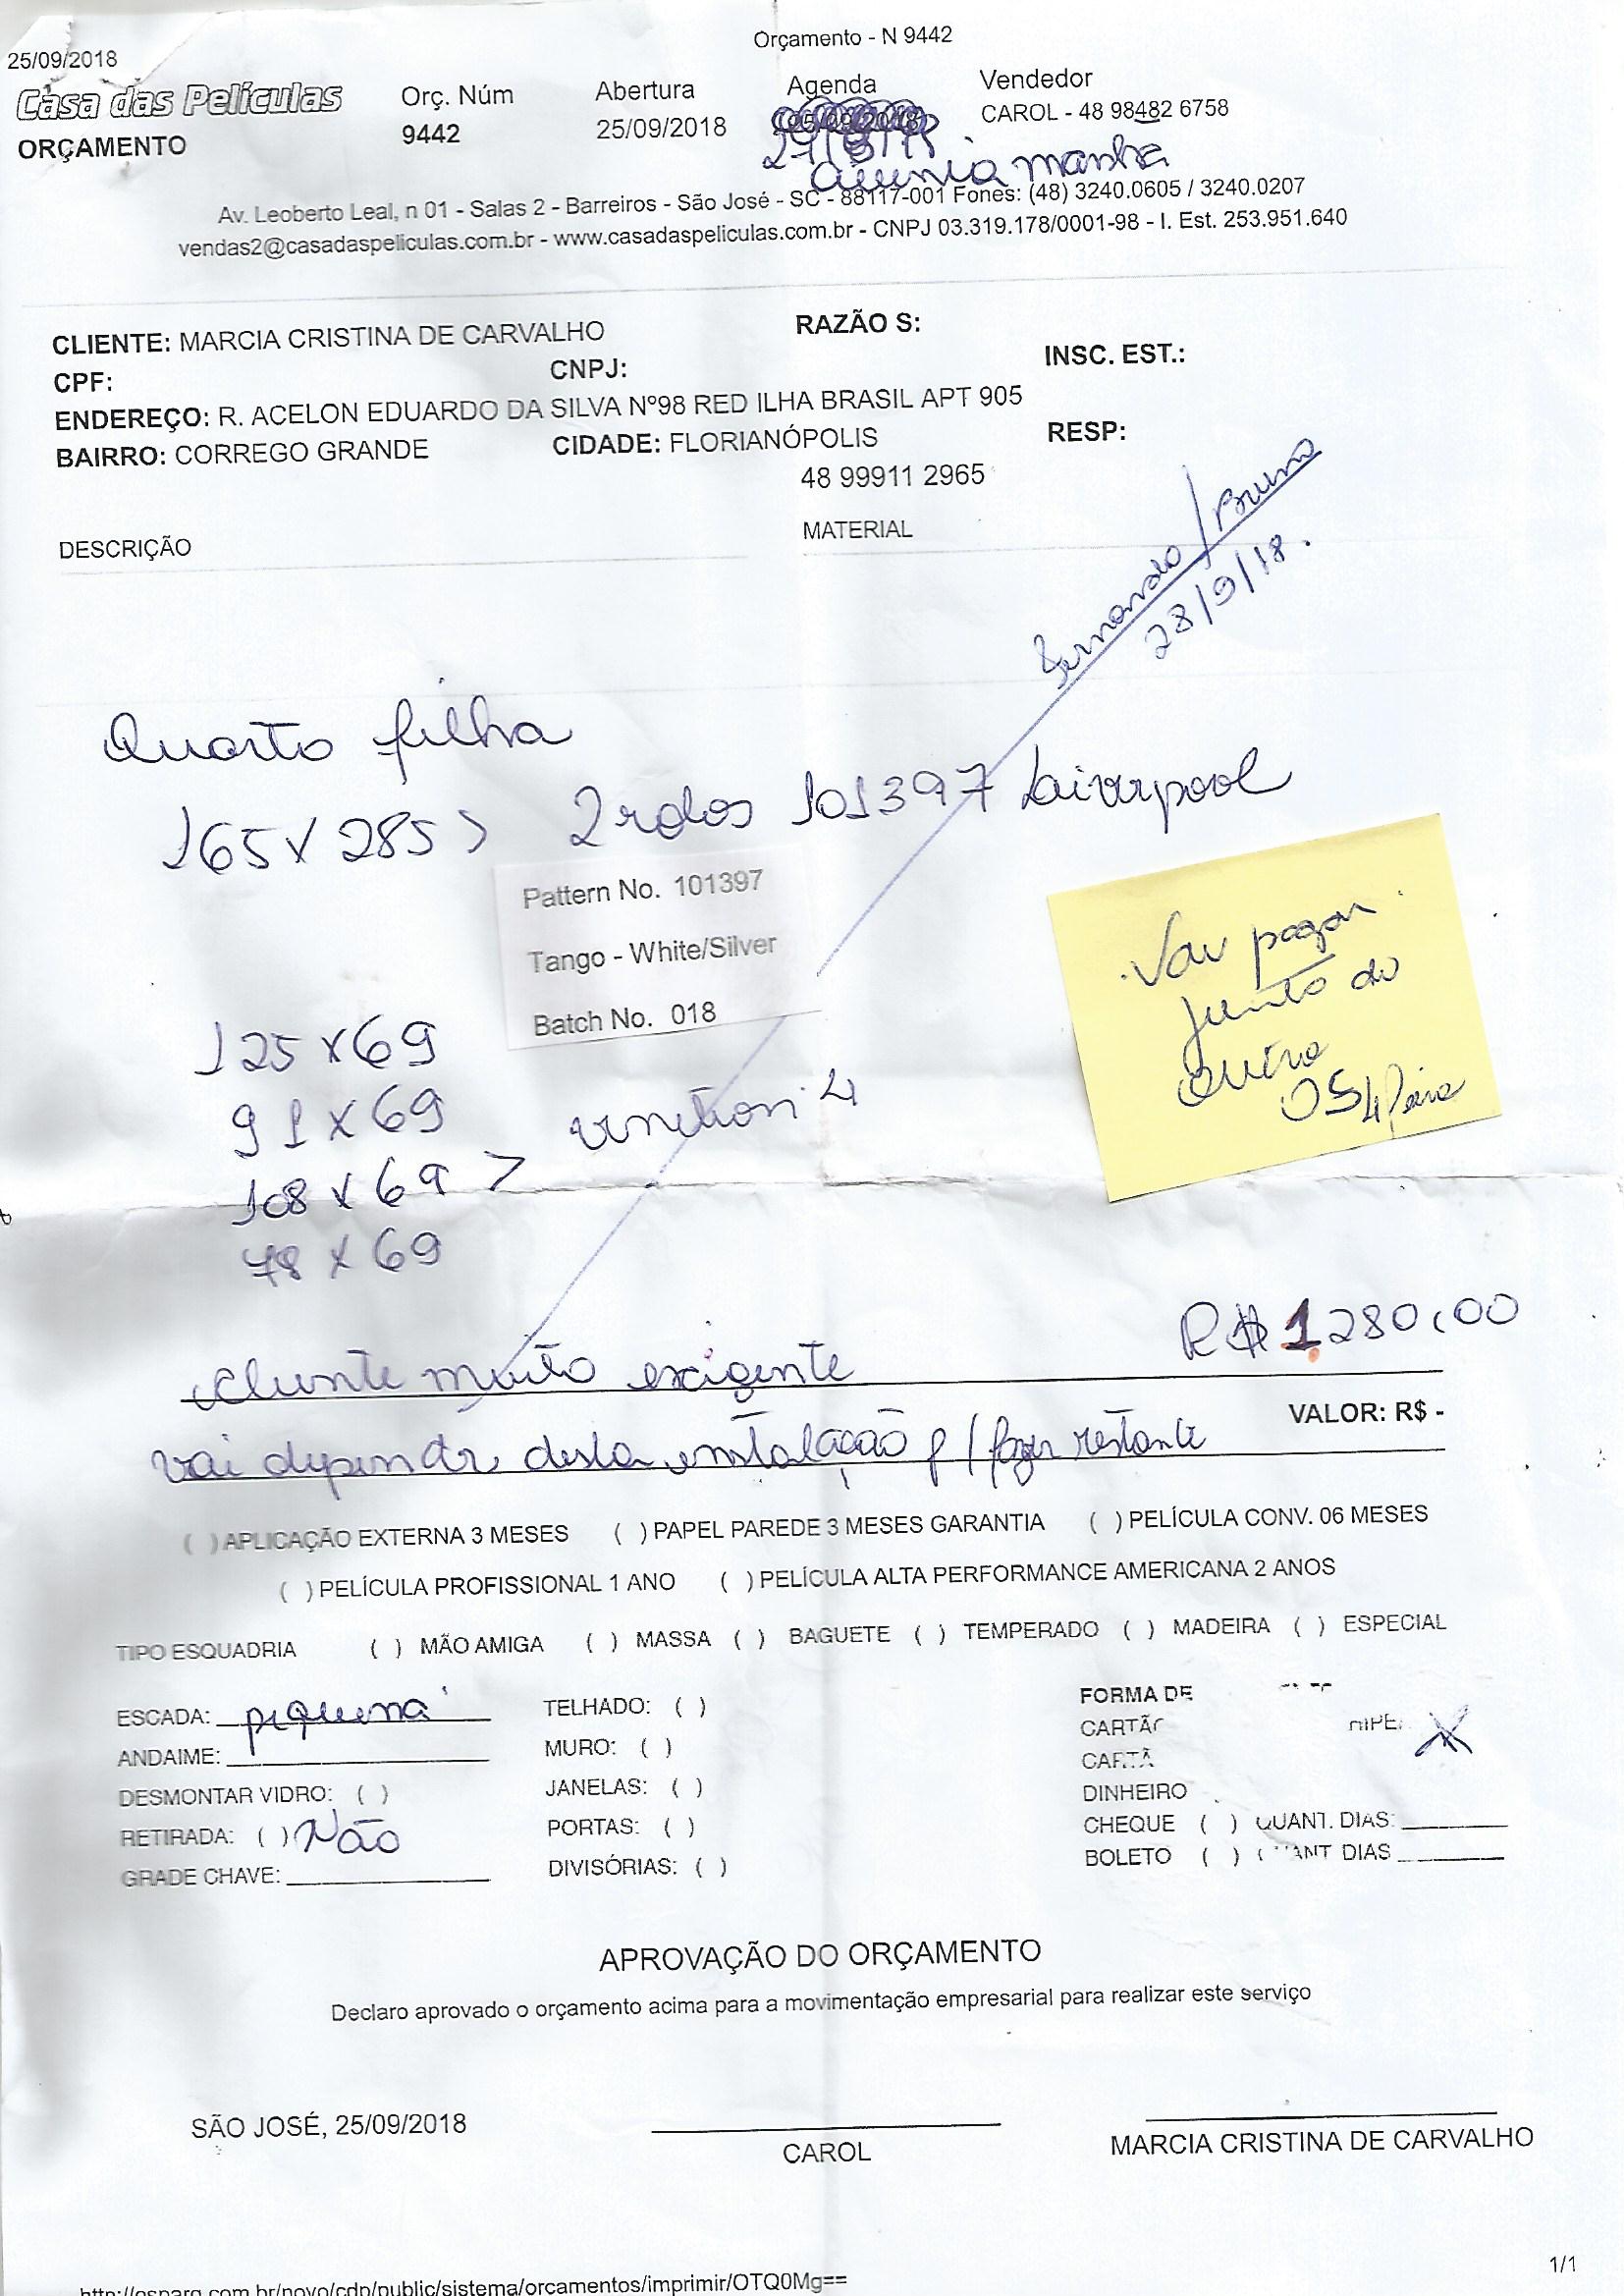 Orçamento - N 9442
25/09/2018
Casa das Películas
ORÇAMENTO
Orç. Núm
9442
Abertura
25/09/2018
Agenda
Vendedor
CAROL - 48 98482 6758
manha
Av. Leoberto Leal, n 01 - Salas 2 - Barreiros - São José - SC - 88117-001 Fones: (48) 3240.0605 / 3240.0207
vendas2@casadaspeliculas.com.br - www.casadaspeliculas.com.br - CNPJ 03.319.178/0001-98 - I. Est. 253.951.640
CLIENTE: MARCIA CRISTINA DE CARVALHO RAZÃO S:
CPF: CNPJ: INSC. EST.:
ENDEREÇO: R. ACELON EDUARDO DA SILVA Nº98 RED ILHA BRASIL APT 905
BAIRRO: CORREGO GRANDE CIDADE: FLORIANÓPOLIS RESP:
48 99911 2965
DESCRIÇÃO MATERIAL
Fernando / Bruno
28/9/18.
Quarto filha
165 x 285 > 2 rolos 101397 Laiverpool
Pattern No. 101397
Tango - White/Silver
Batch No. 018
Vai pagar
junto do
outro
OS
125 x 69
91 x 69
108 x 69 >
78 x 69
R$ 1280,00
cliente muito exigente
VALOR: R$ -
vai depender desta instalação p/ fazer restante
( ) APLICAÇÃO EXTERNA 3 MESES ( ) PAPEL PAREDE 3 MESES GARANTIA ( ) PELÍCULA CONV. 06 MESES
( ) PELÍCULA PROFISSIONAL 1 ANO ( ) PELÍCULA ALTA PERFORMANCE AMERICANA 2 ANOS
TIPO ESQUADRIA ( ) MÃO AMIGA ( ) MASSA ( ) BAGUETE ( ) TEMPERADO ( ) MADEIRA ( ) ESPECIAL
ESCADA: pequena TELHADO: ( ) FORMA DE
ANDAIME: MURO: ( )
DESMONTAR VIDRO: ( ) JANELAS: ( ) DINHEIRO
RETIRADA: ( ) Não PORTAS: ( ) CHEQUE ( ) QUANT. DIAS:
GRADE CHAVE: DIVISÓRIAS: ( ) BOLETO ( ) DIAS
APROVAÇÃO DO ORÇAMENTO
Declaro aprovado o orçamento acima para a movimentação empresarial para realizar este serviço
SÃO JOSÉ, 25/09/2018
CAROL
MARCIA CRISTINA DE CARVALHO
1/1